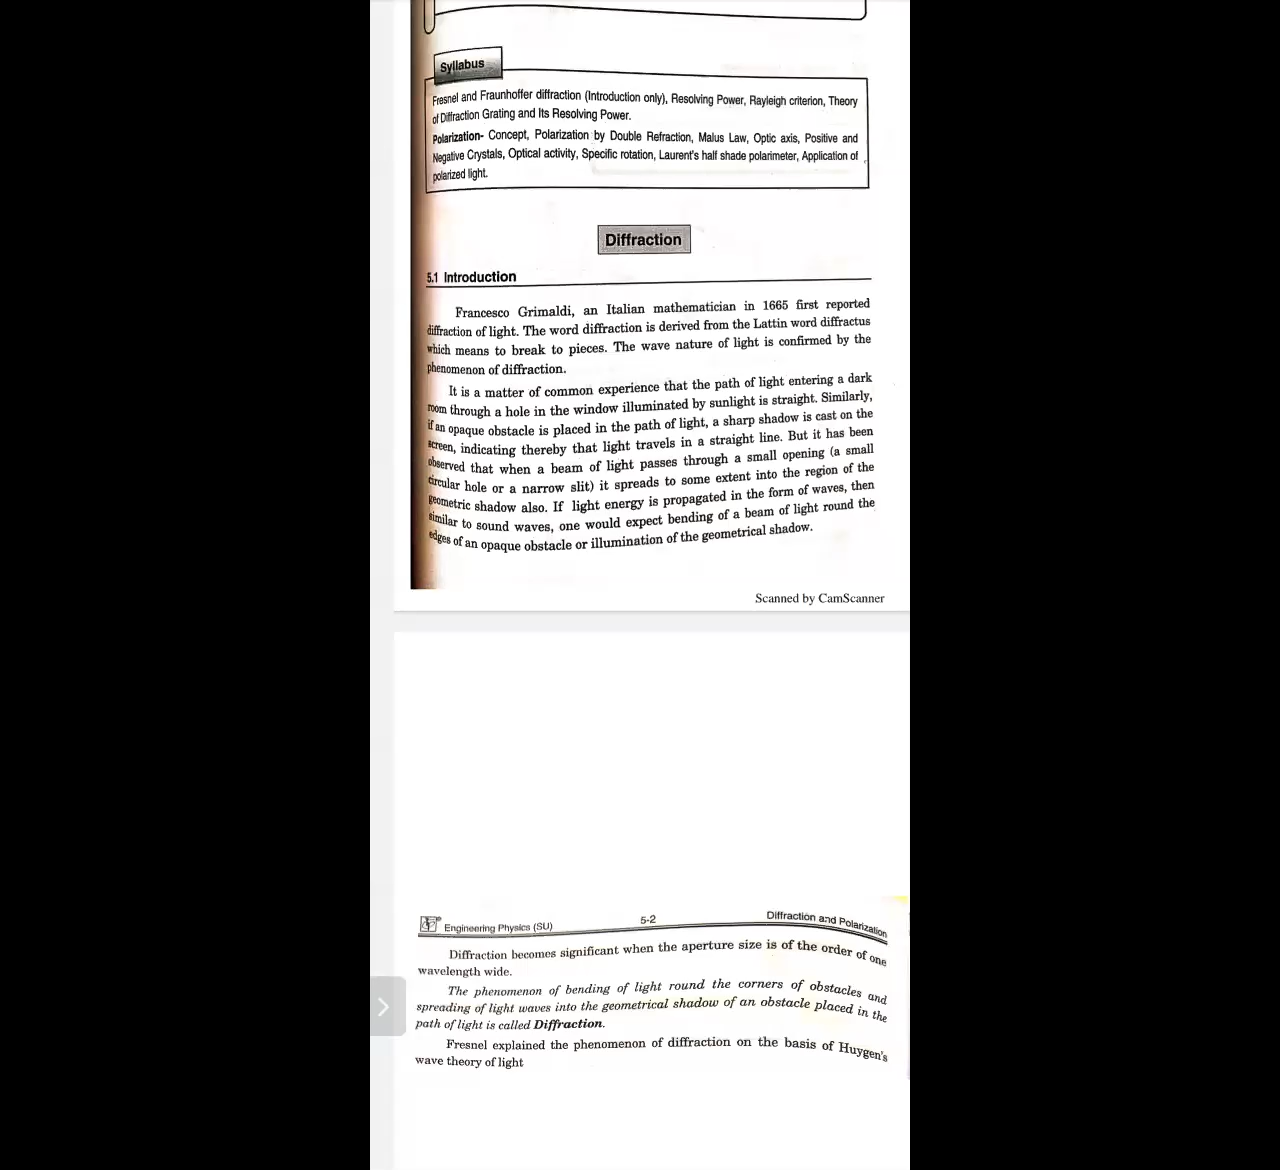 Syllabus
Fresnel and Fraunhoffer diffraction (Introduction only), Resolving Power, Rayleigh criterion, Theory
of Diffraction Grating and Its Resolving Power.
Polarization- Concept, Polarization by Double Refraction, Malus Law, Optic axis, Positive and
Negative Crystals, Optical activity, Specific rotation, Laurent's half shade polarimeter, Application of
polarized light.
Diffraction
5.1 Introduction
Francesco Grimaldi, an Italian mathematician in 1665 first reported
diffraction of light. The word diffraction is derived from the Lattin word diffractus
which means to break to pieces. The wave nature of light is confirmed by the
phenomenon of diffraction.
It is a matter of common experience that the path of light entering a dark
room through a hole in the window illuminated by sunlight is straight. Similarly,
if an opaque obstacle is placed in the path of light, a sharp shadow is cast on the
screen, indicating thereby that light travels in a straight line. But it has been
observed that when a beam of light passes through a small opening (a small
circular hole or a narrow slit) it spreads to some extent into the region of the
geometric shadow also. If light energy is propagated in the form of waves, then
similar to sound waves, one would expect bending of a beam of light round the
edges of an opaque obstacle or illumination of the geometrical shadow.
Scanned by CamScanner
Engineering Physics (SU) 5-2 Diffraction and Polarization
Diffraction becomes significant when the aperture size is of the order of one
wavelength wide.
The phenomenon of bending of light round the corners of obstacles and
spreading of light waves into the geometrical shadow of an obstacle placed in the
path of light is called Diffraction.
Fresnel explained the phenomenon of diffraction on the basis of Huygen's
wave theory of light